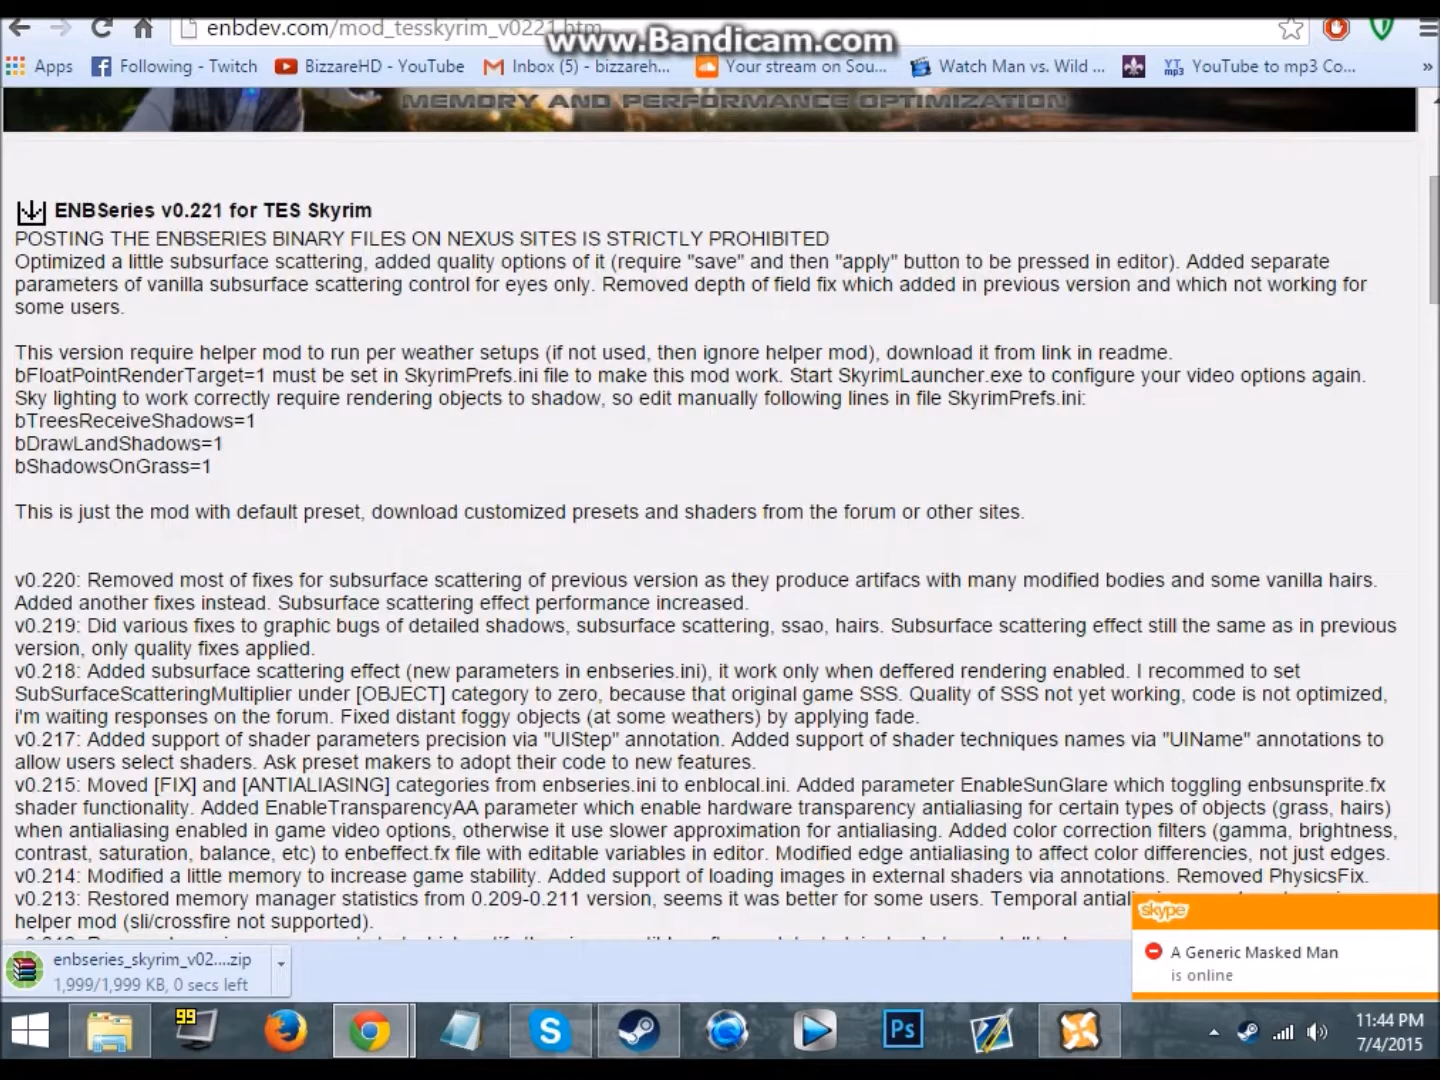 enbdev.com/mod_tesskyrim_v0221.htm
www.Bandicam.com
Apps Following - Twitch BizzareHD - YouTube Inbox (5) - bizzareh... Your stream on Sou... Watch Man vs. Wild ... YT mp3 YouTube to mp3 Co... »
MEMORY AND PERFORMANCE OPTIMIZATION
ENBSeries v0.221 for TES Skyrim
POSTING THE ENBSERIES BINARY FILES ON NEXUS SITES IS STRICTLY PROHIBITED
Optimized a little subsurface scattering, added quality options of it (require "save" and then "apply" button to be pressed in editor). Added separate
parameters of vanilla subsurface scattering control for eyes only. Removed depth of field fix which added in previous version and which not working for
some users.
This version require helper mod to run per weather setups (if not used, then ignore helper mod), download it from link in readme.
bFloatPointRenderTarget=1 must be set in SkyrimPrefs.ini file to make this mod work. Start SkyrimLauncher.exe to configure your video options again.
Sky lighting to work correctly require rendering objects to shadow, so edit manually following lines in file SkyrimPrefs.ini:
bTreesReceiveShadows=1
bDrawLandShadows=1
bShadowsOnGrass=1
This is just the mod with default preset, download customized presets and shaders from the forum or other sites.
v0.220: Removed most of fixes for subsurface scattering of previous version as they produce artifacs with many modified bodies and some vanilla hairs.
Added another fixes instead. Subsurface scattering effect performance increased.
v0.219: Did various fixes to graphic bugs of detailed shadows, subsurface scattering, ssao, hairs. Subsurface scattering effect still the same as in previous
version, only quality fixes applied.
v0.218: Added subsurface scattering effect (new parameters in enbseries.ini), it work only when deffered rendering enabled. I recommed to set
SubSurfaceScatteringMultiplier under [OBJECT] category to zero, because that original game SSS. Quality of SSS not yet working, code is not optimized,
i'm waiting responses on the forum. Fixed distant foggy objects (at some weathers) by applying fade.
v0.217: Added support of shader parameters precision via "UIStep" annotation. Added support of shader techniques names via "UIName" annotations to
allow users select shaders. Ask preset makers to adopt their code to new features.
v0.215: Moved [FIX] and [ANTIALIASING] categories from enbseries.ini to enblocal.ini. Added parameter EnableSunGlare which toggling enbsunsprite.fx
shader functionality. Added EnableTransparencyAA parameter which enable hardware transparency antialiasing for certain types of objects (grass, hairs)
when antialiasing enabled in game video options, otherwise it use slower approximation for antialiasing. Added color correction filters (gamma, brightness,
contrast, saturation, balance, etc) to enbeffect.fx file with editable variables in editor. Modified edge antialiasing to affect color differencies, not just edges.
v0.214: Modified a little memory to increase game stability. Added support of loading images in external shaders via annotations. Removed PhysicsFix.
v0.213: Restored memory manager statistics from 0.209-0.211 version, seems it was better for some users. Temporal antial
helper mod (sli/crossfire not supported).
skype
A Generic Masked Man
is online
enbseries_skyrim_v02....zip
1,999/1,999 KB, 0 secs left
99
Ps
11:44 PM
7/4/2015